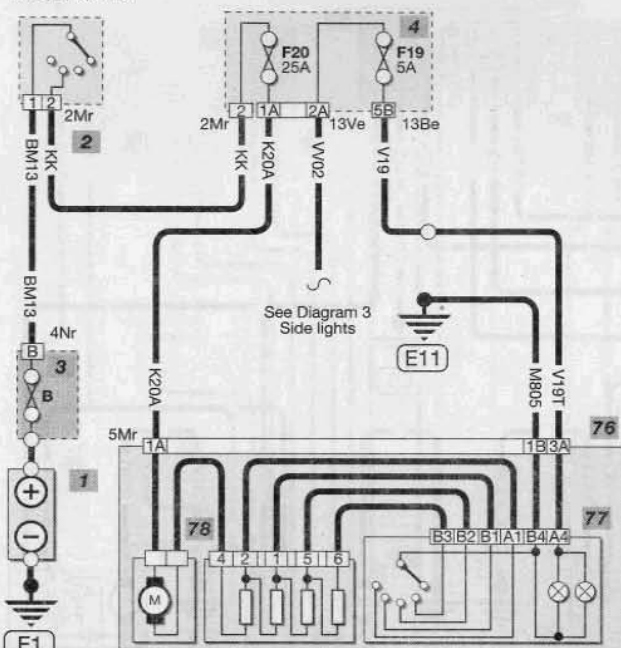 4
F20
25A
F19
5A
1 2
2Mr
2
2Mr
2 1A 2A
13Ve
5B
13Be
BM13
KK
KK
K20A
VV02
V19
See Diagram 3
Side lights
E11
BM13
4Nr
B
3
B
K20A
M805
V19T
5Mr
1A
1B 3A
76
1
+
−
78
77
4 2 1 5 6
B3 B2 B1 A1 B4 A4
M
E1